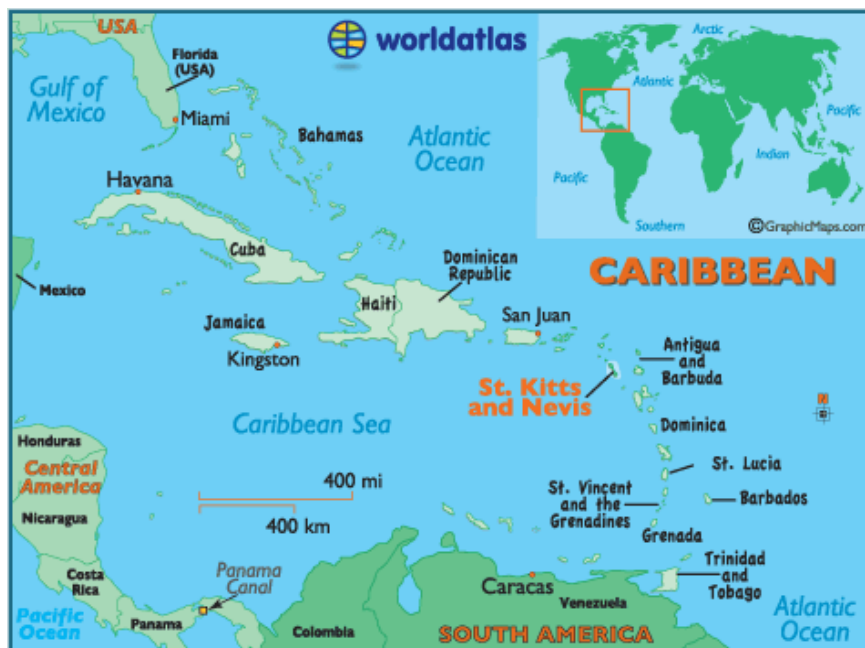 USA
worldatlas
Florida
(USA)
Gulf of
Mexico
Miami
Bahamas
Atlantic
Ocean
Arctic
Atlantic
Pacific
Indian
Pacific
Southern
©GraphicMaps.com
Havana
Cuba
Mexico
Dominican
Republic
Haiti
CARIBBEAN
Jamaica
Kingston
San Juan
Antigua
and
Barbuda
St. Kitts
and Nevis
N
Caribbean Sea
Dominica
Honduras
Central
America
400 mi
St. Lucia
St. Vincent
and the
Grenadines
Barbados
Nicaragua
400 km
Grenada
Costa
Rica
Panama
Canal
Caracas
Trinidad
and
Tobago
Venezuela
Pacific
Ocean
Panama
Colombia
SOUTH AMERICA
Atlantic
Ocean